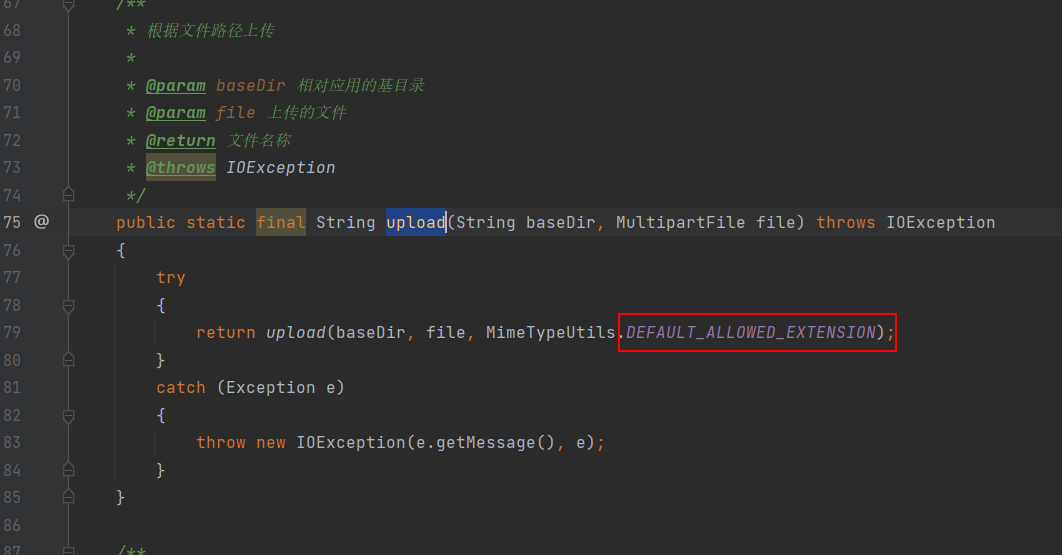 67 /**
68 * 根据文件路径上传
69 *
70 * @param baseDir 相对应用的基目录
71 * @param file 上传的文件
72 * @return 文件名称
73 * @throws IOException
74 */
75 @ public static final String upload(String baseDir, MultipartFile file) throws IOException
76 {
77 try
78 {
79 return upload(baseDir, file, MimeTypeUtils.DEFAULT_ALLOWED_EXTENSION);
80 }
81 catch (Exception e)
82 {
83 throw new IOException(e.getMessage(), e);
84 }
85 }
86
87 /**